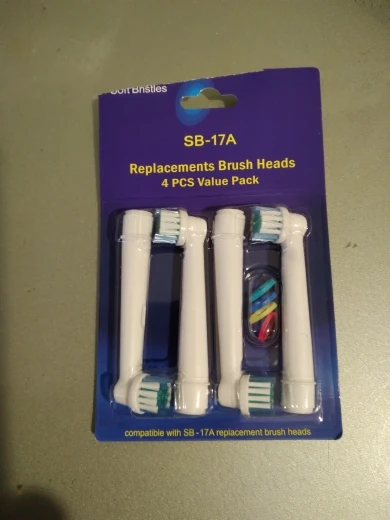 Soft Bristles
SB-17A
Replacements Brush Heads
4 PCS Value Pack
compatible with SB -17A replacement brush heads